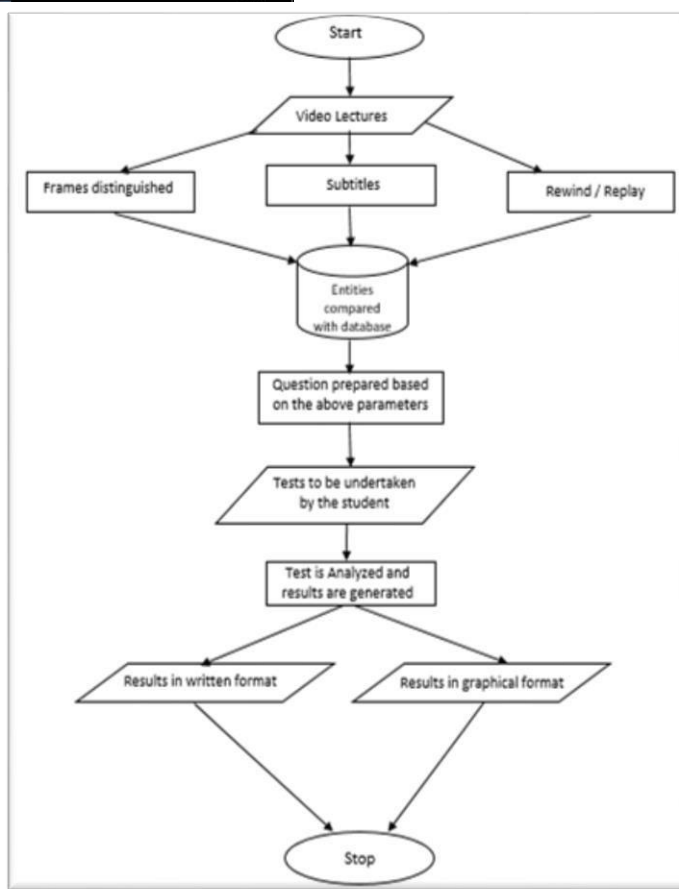 Start
Video Lectures
Frames distinguished
Subtitles
Rewind / Replay
Entities
compared
with database
Question prepared based
on the above parameters
Tests to be undertaken
by the student
Test is Analyzed and
results are generated
Results in written format
Results in graphical format
Stop